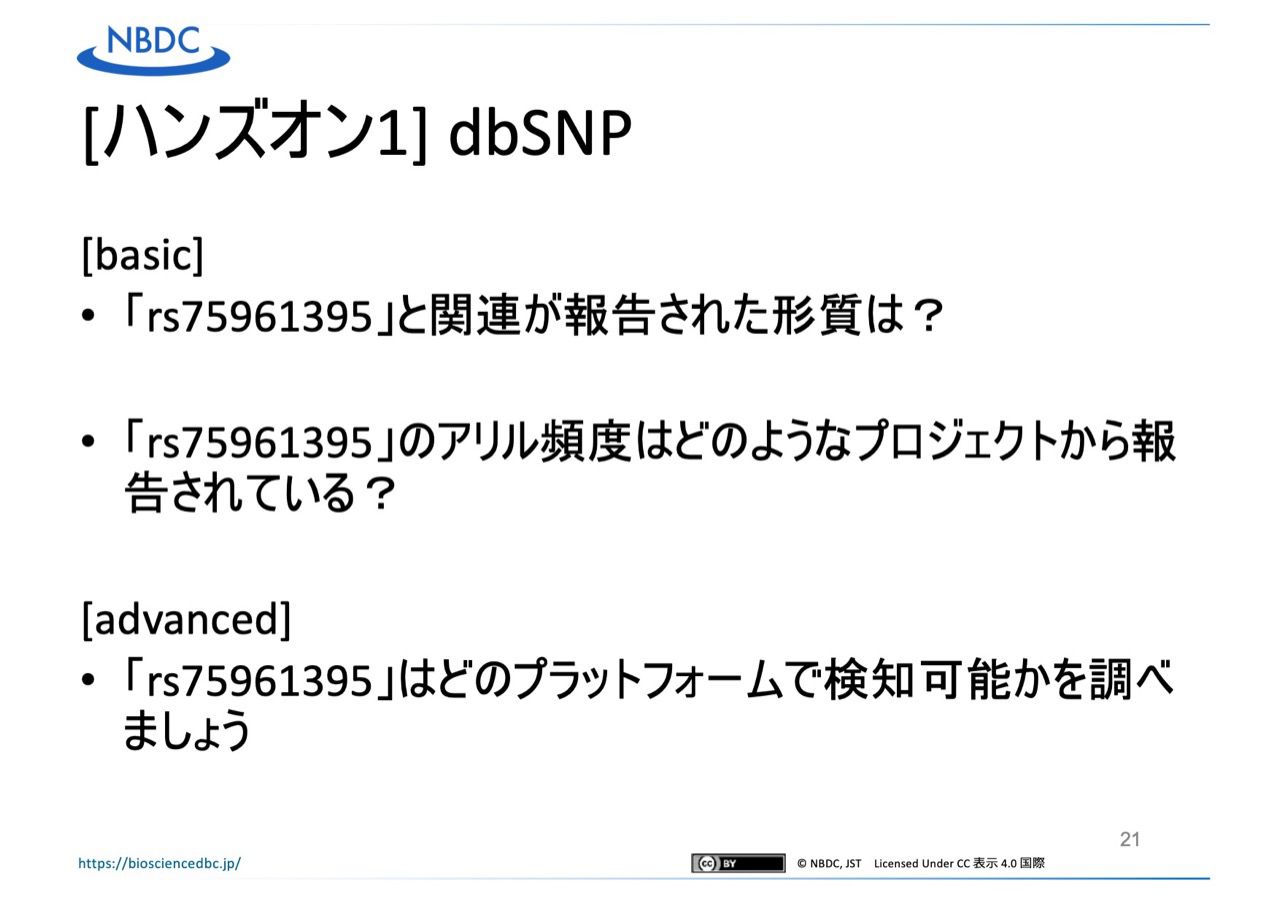 NBDC
[ハンズオン1] dbSNP
[basic]
• 「rs75961395」と関連が報告された形質は？
• 「rs75961395」のアリル頻度はどのようなプロジェクトから報
告されている？
[advanced]
• 「rs75961395」はどのプラットフォームで検知可能かを調べ
ましょう
21
https://biosciencedbc.jp/
cc BY © NBDC, JST Licensed Under CC 表示 4.0 国際